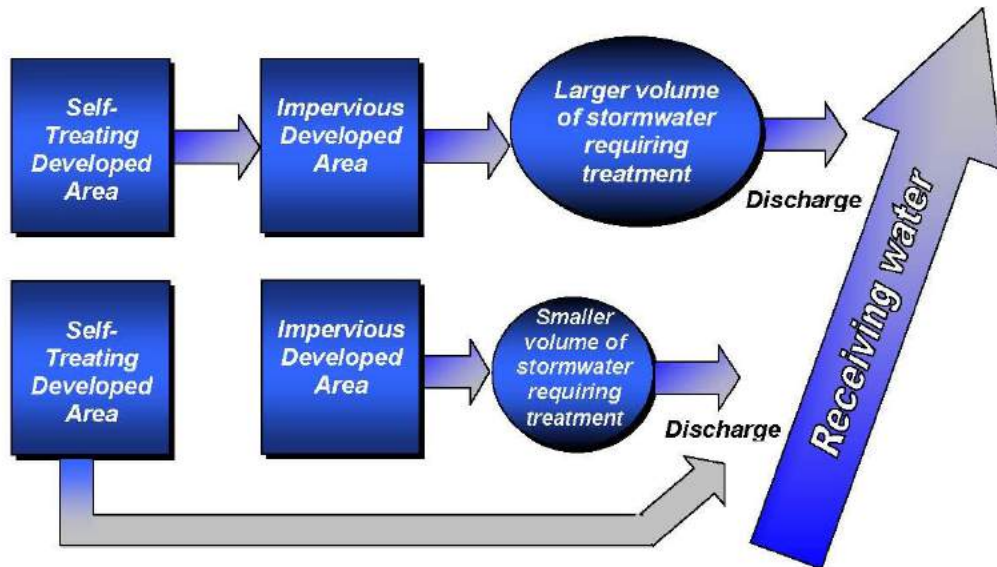 Self-
Treating
Developed
Area
Impervious
Developed
Area
Larger volume
of stormwater
requiring
treatment
Discharge
Self-
Treating
Developed
Area
Impervious
Developed
Area
Smaller
volume of
stormwater
requiring
treatment
Discharge
Receiving water